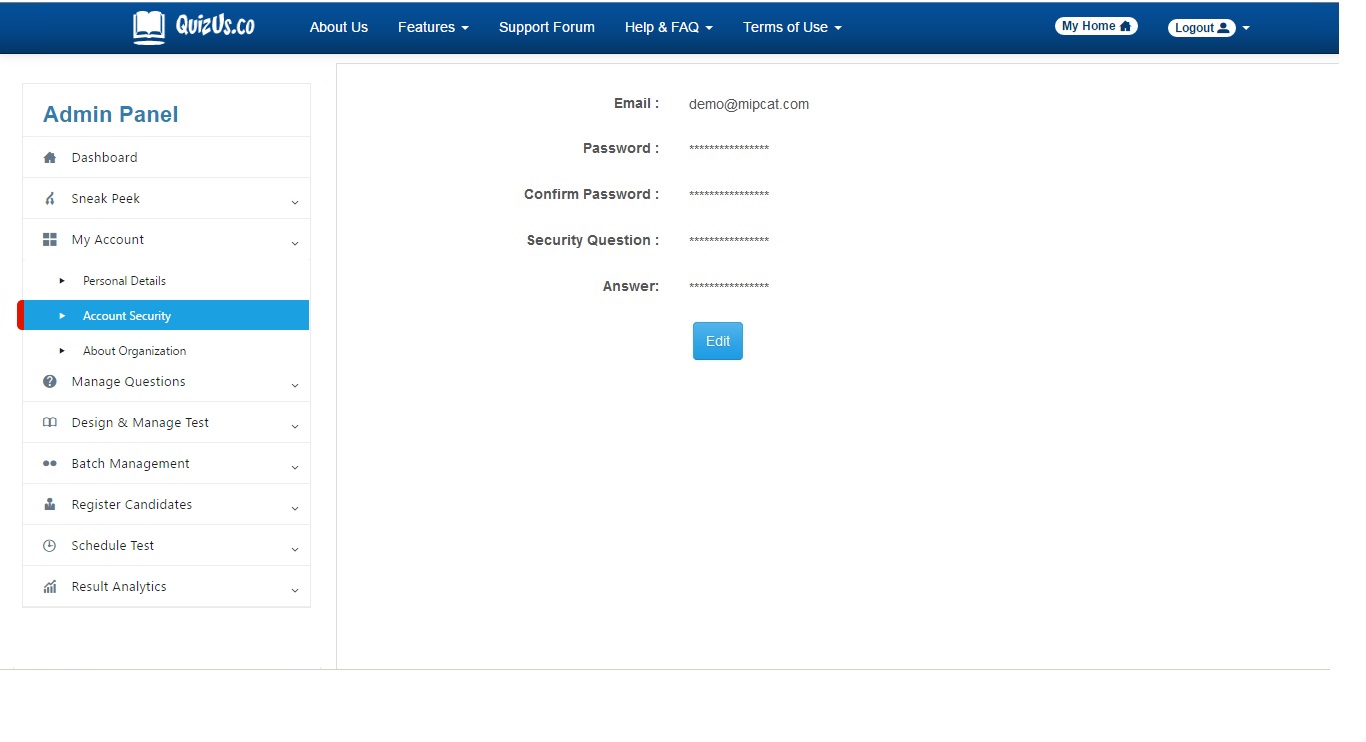 QuizUs.co About Us Features Support Forum Help & FAQ Terms of Use My Home Logout
Admin Panel
Dashboard
Sneak Peek
My Account
Personal Details
Account Security
About Organization
Manage Questions
Design & Manage Test
Batch Management
Register Candidates
Schedule Test
Result Analytics
Email : demo@mipcat.com
Password : ****************
Confirm Password : ****************
Security Question : ****************
Answer: ****************
Edit